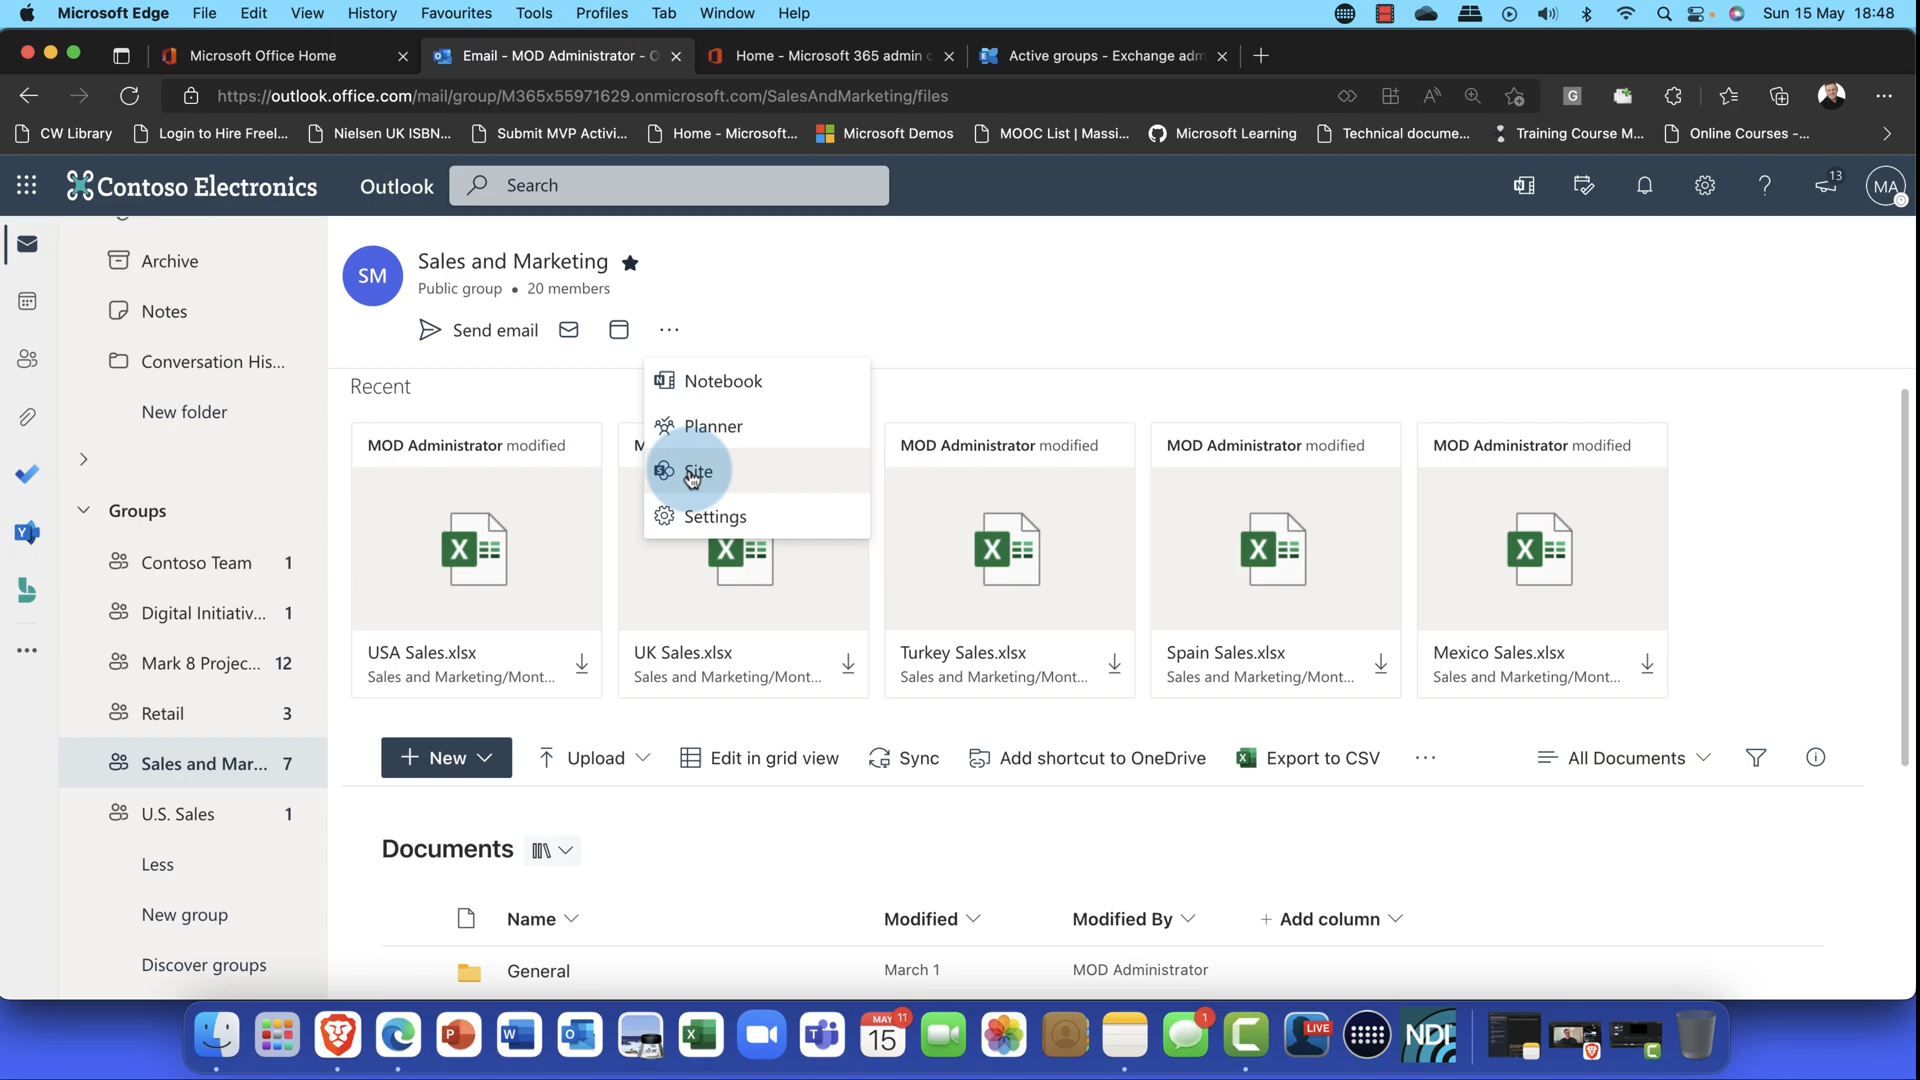 Microsoft Edge File Edit View History Favourites Tools Profiles Tab Window Help Sun 15 May 18:48
Microsoft Office Home Email - MOD Administrator - O Home - Microsoft 365 admin c Active groups - Exchange adm
https://outlook.office.com/mail/group/M365x55971629.onmicrosoft.com/SalesAndMarketing/files
CW Library Login to Hire Freel... Nielsen UK ISBN... Submit MVP Activi... Home - Microsoft... Microsoft Demos MOOC List | Massi... Microsoft Learning Technical docume... Training Course M... Online Courses -...
Contoso Electronics Outlook Search 13 MA
Archive
Notes
Conversation His...
New folder
Groups
Contoso Team 1
Digital Initiativ... 1
Mark 8 Projec... 12
Retail 3
Sales and Mar... 7
U.S. Sales 1
Less
New group
Discover groups
SM
Sales and Marketing
Public group • 20 members
Send email
Notebook
Planner
Site
Settings
Recent
MOD Administrator modified M MOD Administrator modified MOD Administrator modified MOD Administrator modified
USA Sales.xlsx UK Sales.xlsx Turkey Sales.xlsx Spain Sales.xlsx Mexico Sales.xlsx
Sales and Marketing/Mont... Sales and Marketing/Mont... Sales and Marketing/Mont... Sales and Marketing/Mont... Sales and Marketing/Mont...
New Upload Edit in grid view Sync Add shortcut to OneDrive Export to CSV All Documents
Documents
Name Modified Modified By + Add column
General March 1 MOD Administrator
MAY 15 11 1 LIVE NDI